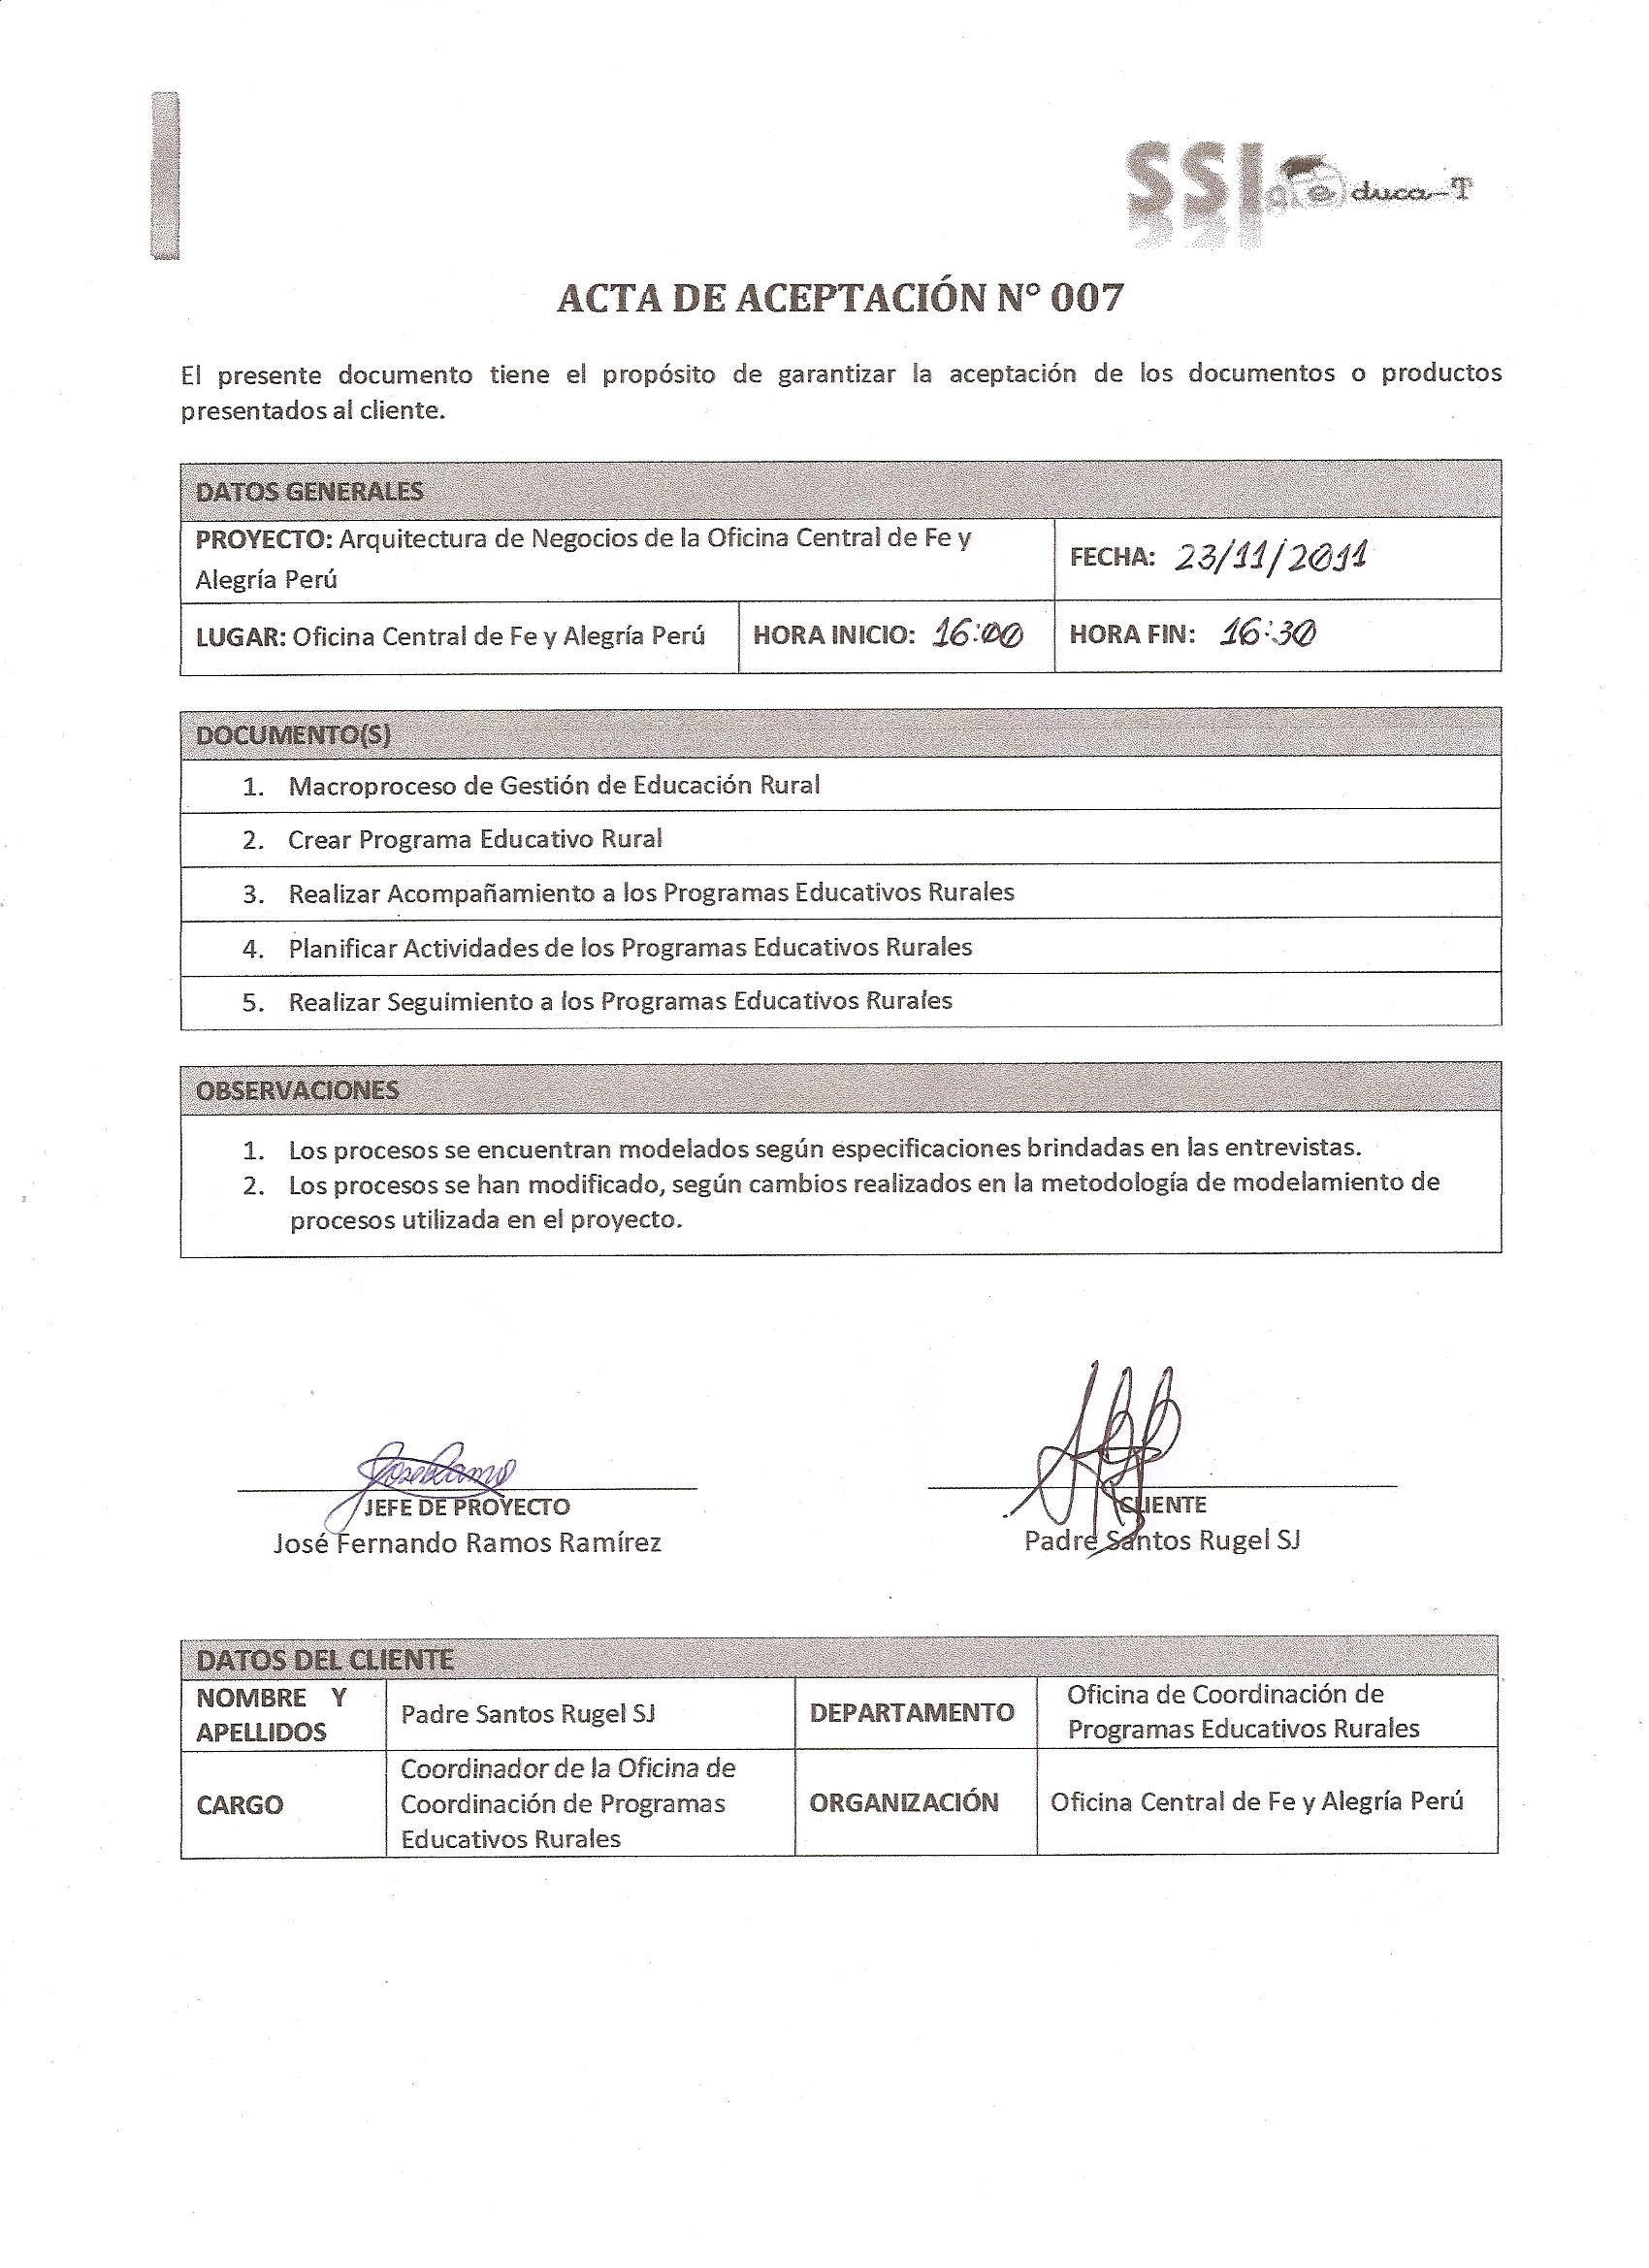 SSI educa-T
ACTA DE ACEPTACIÓN N° 007
El presente documento tiene el propósito de garantizar la aceptación de los documentos o productos
presentados al cliente.
DATOS GENERALES
PROYECTO: Arquitectura de Negocios de la Oficina Central de Fe y
Alegría Perú
FECHA: 23/11/2011
LUGAR: Oficina Central de Fe y Alegría Perú
HORA INICIO: 16:00
HORA FIN: 16:30
DOCUMENTO(S)
1. Macroproceso de Gestión de Educación Rural
2. Crear Programa Educativo Rural
3. Realizar Acompañamiento a los Programas Educativos Rurales
4. Planificar Actividades de los Programas Educativos Rurales
5. Realizar Seguimiento a los Programas Educativos Rurales
OBSERVACIONES
1. Los procesos se encuentran modelados según especificaciones brindadas en las entrevistas.
2. Los procesos se han modificado, según cambios realizados en la metodología de modelamiento de
procesos utilizada en el proyecto.
JEFE DE PROYECTO
José Fernando Ramos Ramírez
CLIENTE
Padre Santos Rugel SJ
DATOS DEL CLIENTE
NOMBRE Y
APELLIDOS
Padre Santos Rugel SJ
DEPARTAMENTO
Oficina de Coordinación de
Programas Educativos Rurales
CARGO
Coordinador de la Oficina de
Coordinación de Programas
Educativos Rurales
ORGANIZACIÓN
Oficina Central de Fe y Alegría Perú